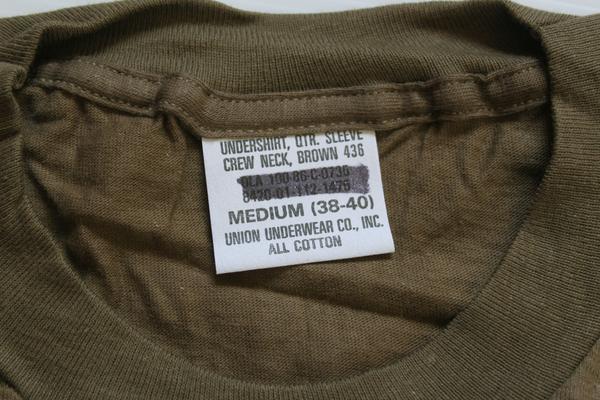 UNDERSHIRT, QTR. SLEEVE
CREW NECK, BROWN 436
DLA 100-86-C-0736
8420-01-112-1475
MEDIUM (38-40)
UNION UNDERWEAR CO., INC.
ALL COTTON